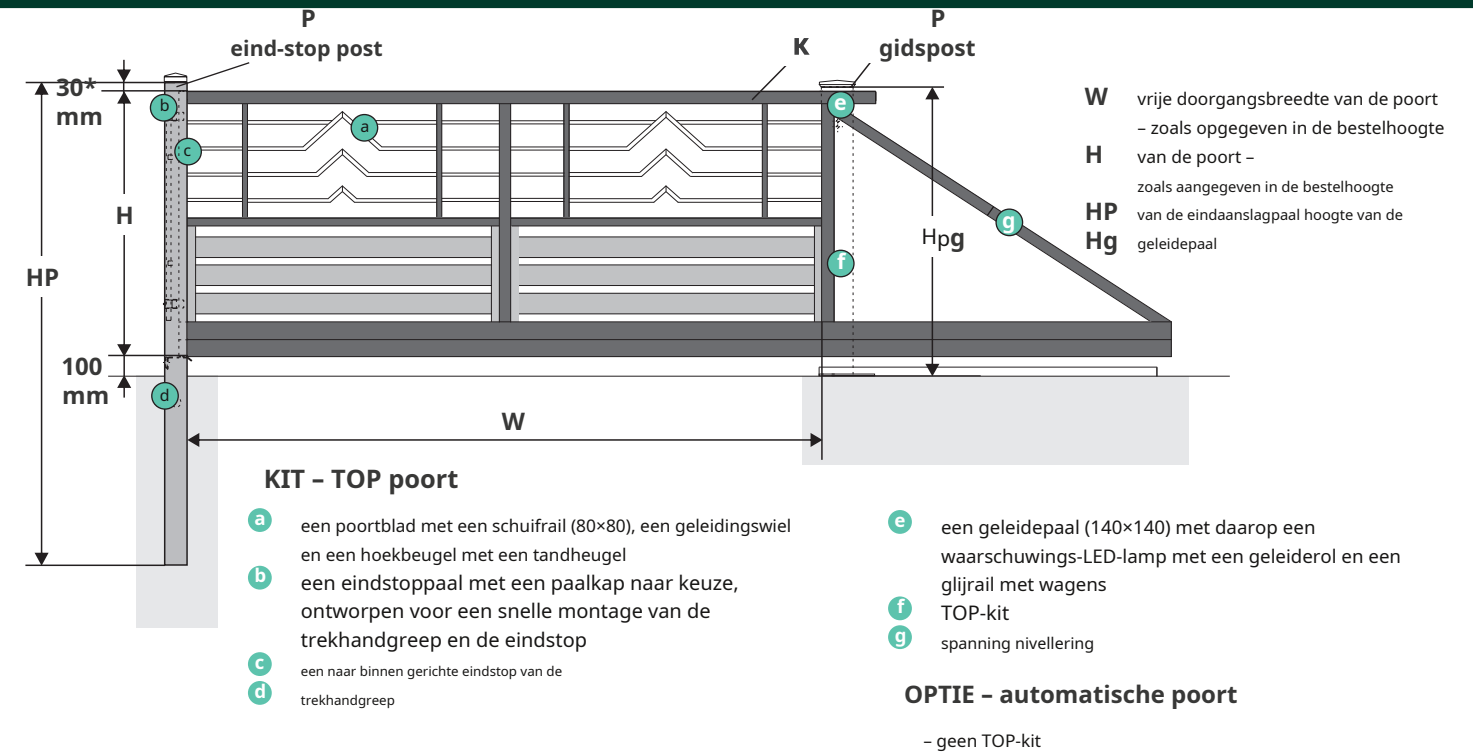 P
eind-stop post
K
P
gidspost
30*
mm
b
a
e
c
H
HP
Hpg
g
f
100
mm
d
W
W vrije doorgangsbreedte van de poort
– zoals opgegeven in de bestelhoogte
H van de poort –
zoals aangegeven in de bestelhoogte
HP van de eindaanslagpaal hoogte van de
Hg geleidepaal
KIT – TOP poort
a een poortblad met een schuifrail (80×80), een geleidingswiel
en een hoekbeugel met een tandheugel
b een eindstoppaal met een paalkap naar keuze,
ontworpen voor een snelle montage van de
trekhandgreep en de eindstop
c een naar binnen gerichte eindstop van de
d trekhandgreep
e een geleidepaal (140×140) met daarop een
waarschuwings-LED-lamp met een geleiderol en een
glijrail met wagens
f TOP-kit
g spanning nivellering
OPTIE – automatische poort
– geen TOP-kit